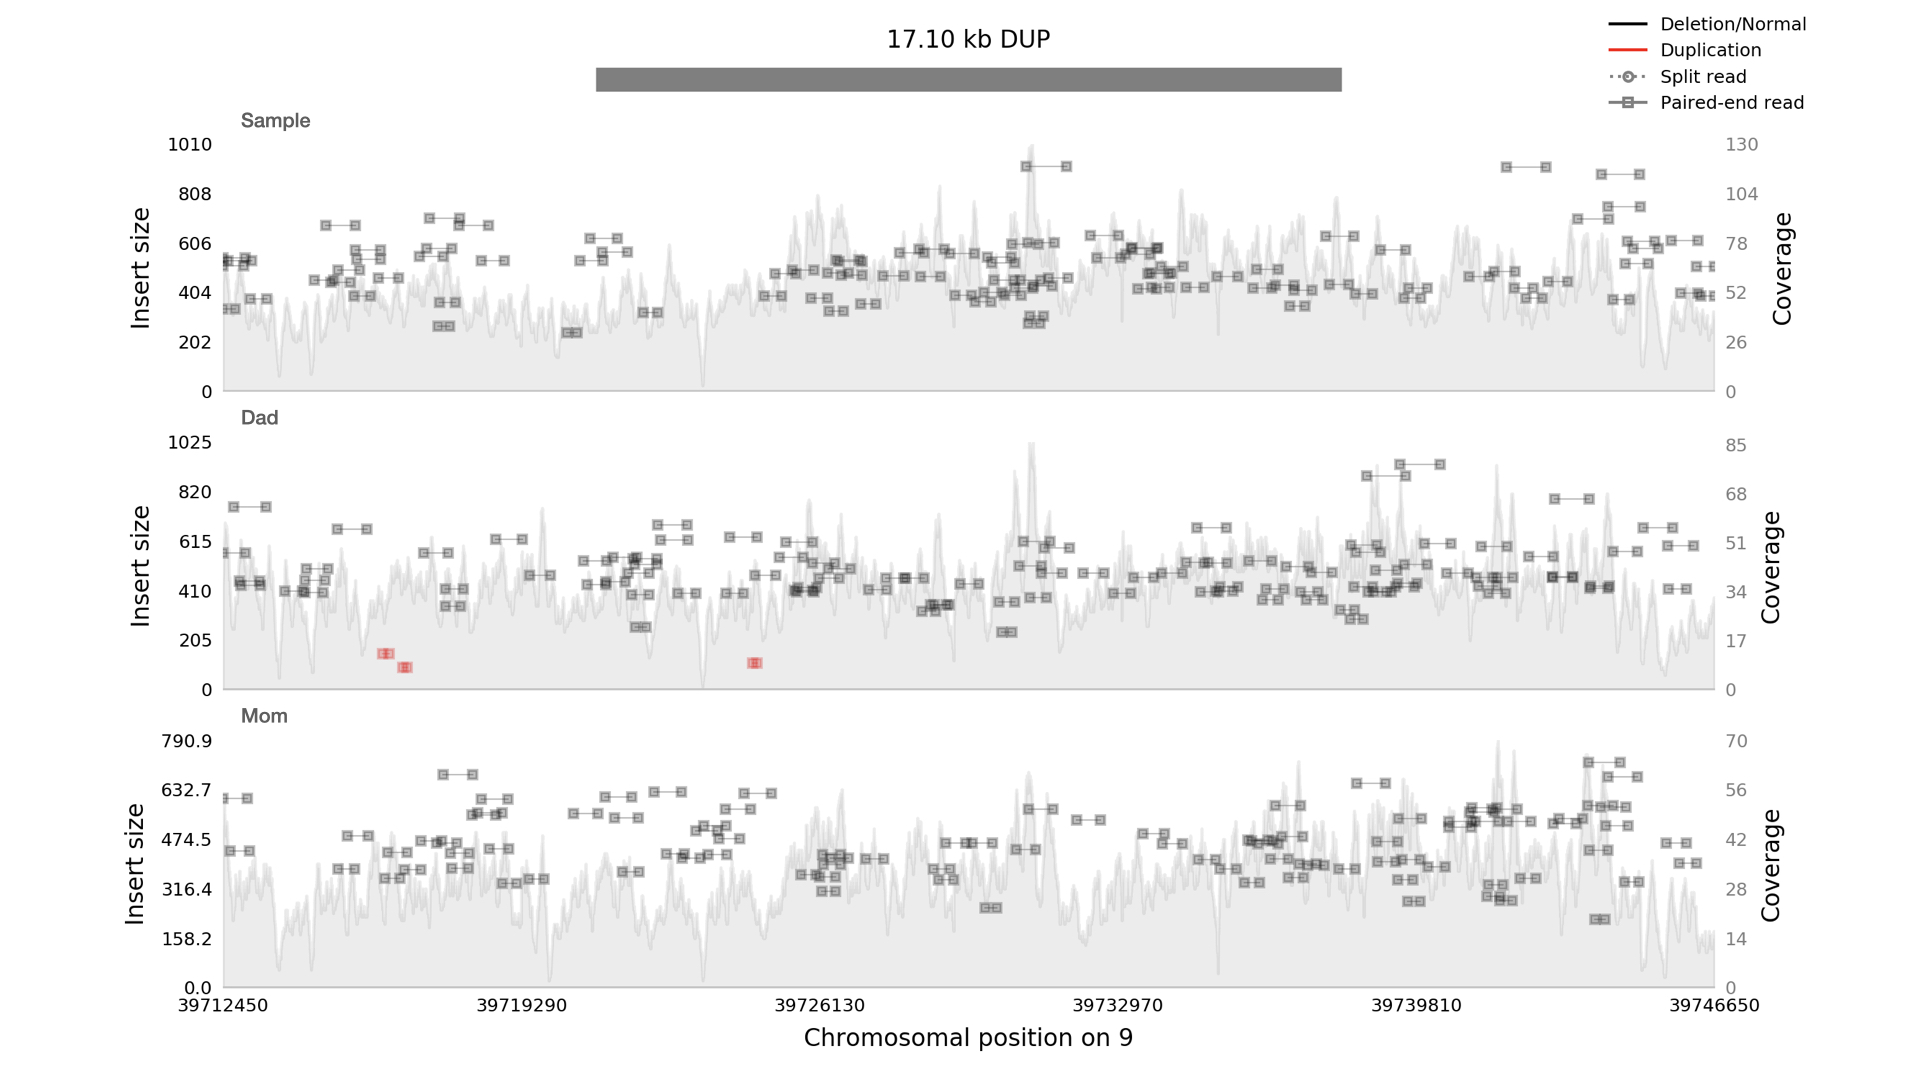 17.10 kb DUP
Deletion/Normal
Duplication
Split read
Paired-end read
Sample
1010
808
606
404
202
0
Insert size
130
104
78
52
26
0
Coverage
Dad
1025
820
615
410
205
0
Insert size
85
68
51
34
17
0
Coverage
Mom
790.9
632.7
474.5
316.4
158.2
0.0
Insert size
70
56
42
28
14
0
Coverage
39712450 39719290 39726130 39732970 39739810 39746650
Chromosomal position on 9